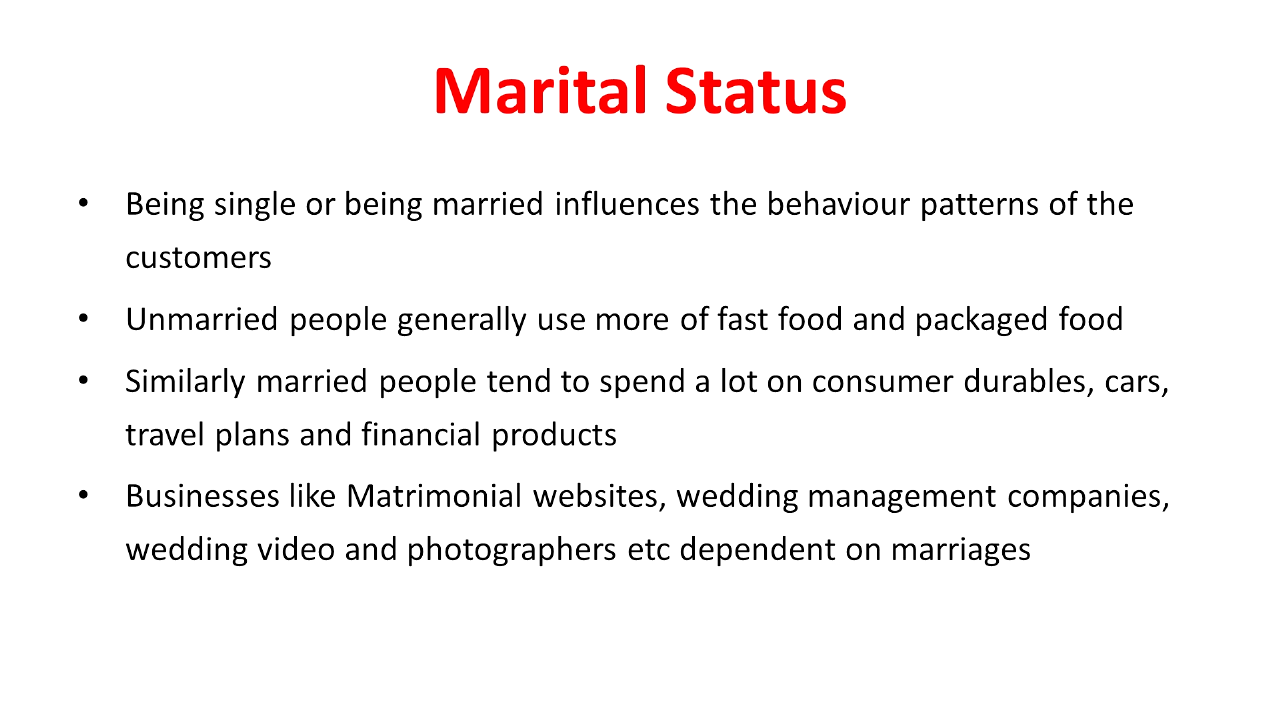 Marital Status
• Being single or being married influences the behaviour patterns of the
customers
• Unmarried people generally use more of fast food and packaged food
• Similarly married people tend to spend a lot on consumer durables, cars,
travel plans and financial products
• Businesses like Matrimonial websites, wedding management companies,
wedding video and photographers etc dependent on marriages